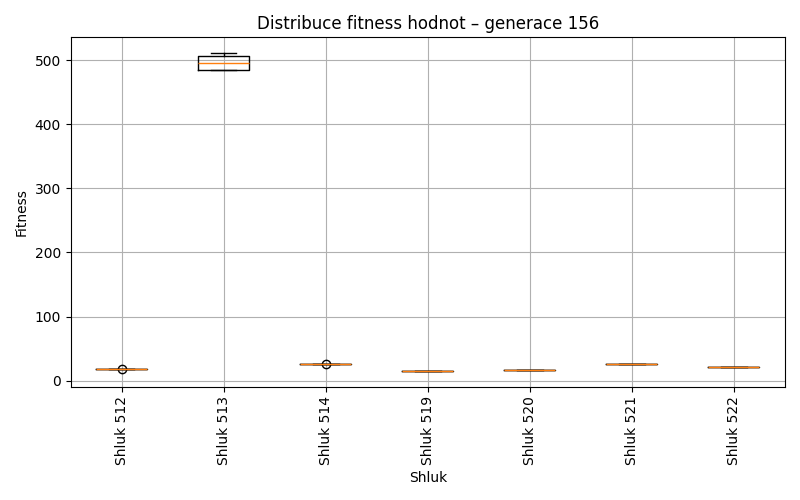 Distribuce fitness hodnot – generace 156
Fitness
500
400
300
200
100
0
Shluk 512
Shluk 513
Shluk 514
Shluk 519
Shluk 520
Shluk 521
Shluk 522
Shluk